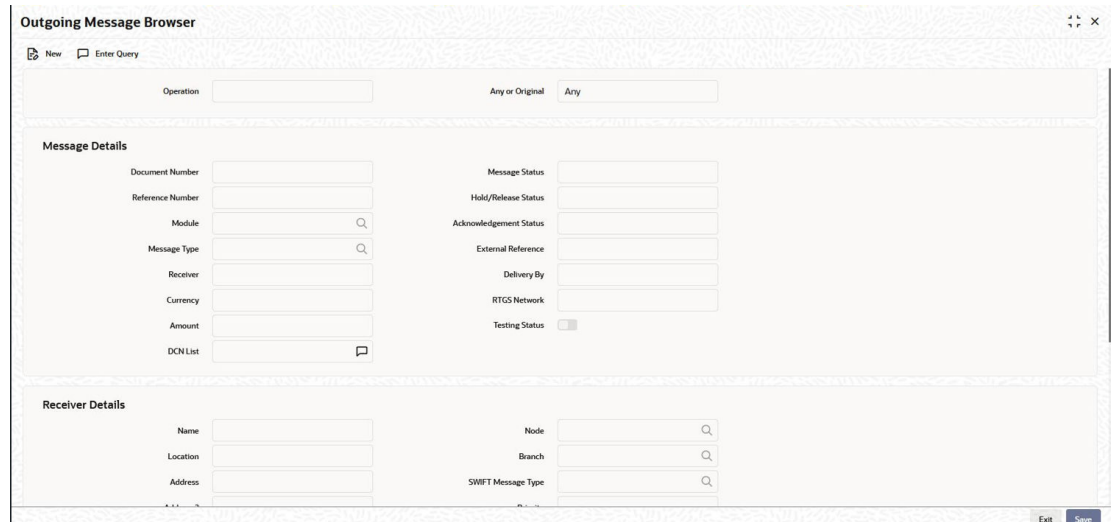 Outgoing Message Browser
New Enter Query
Operation Any or Original Any
Message Details
Document Number Message Status
Reference Number Hold/Release Status
Module Acknowledgement Status
Message Type External Reference
Receiver Delivery By
Currency RTGS Network
Amount Testing Status
DCN List
Receiver Details
Name Node
Location Branch
Address SWIFT Message Type
Exit Save